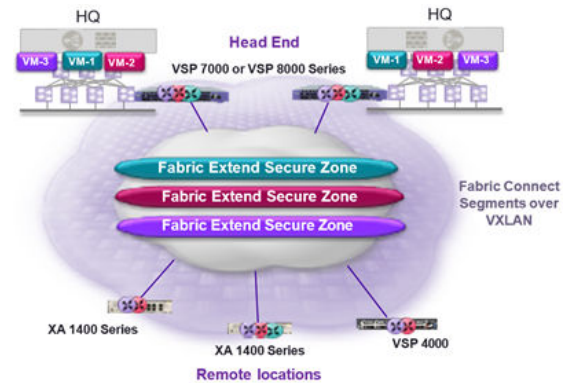 HQ
HQ
Head End
VM-3 VM-1 VM-2
VM-1 VM-2 VM-3
VSP 7000 or VSP 8000 Series
Fabric Extend Secure Zone
Fabric Extend Secure Zone
Fabric Extend Secure Zone
Fabric Connect
Segments over
VXLAN
XA 1400 Series
XA 1400 Series
VSP 4000
Remote locations